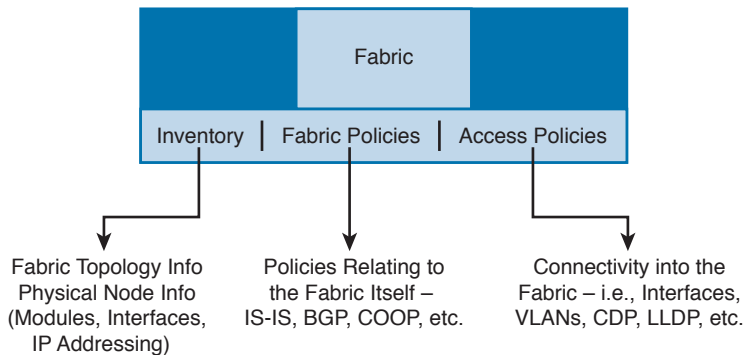 Fabric
Inventory | Fabric Policies | Access Policies
Fabric Topology Info
Physical Node Info
(Modules, Interfaces,
IP Addressing)
Policies Relating to
the Fabric Itself –
IS-IS, BGP, COOP, etc.
Connectivity into the
Fabric – i.e., Interfaces,
VLANs, CDP, LLDP, etc.